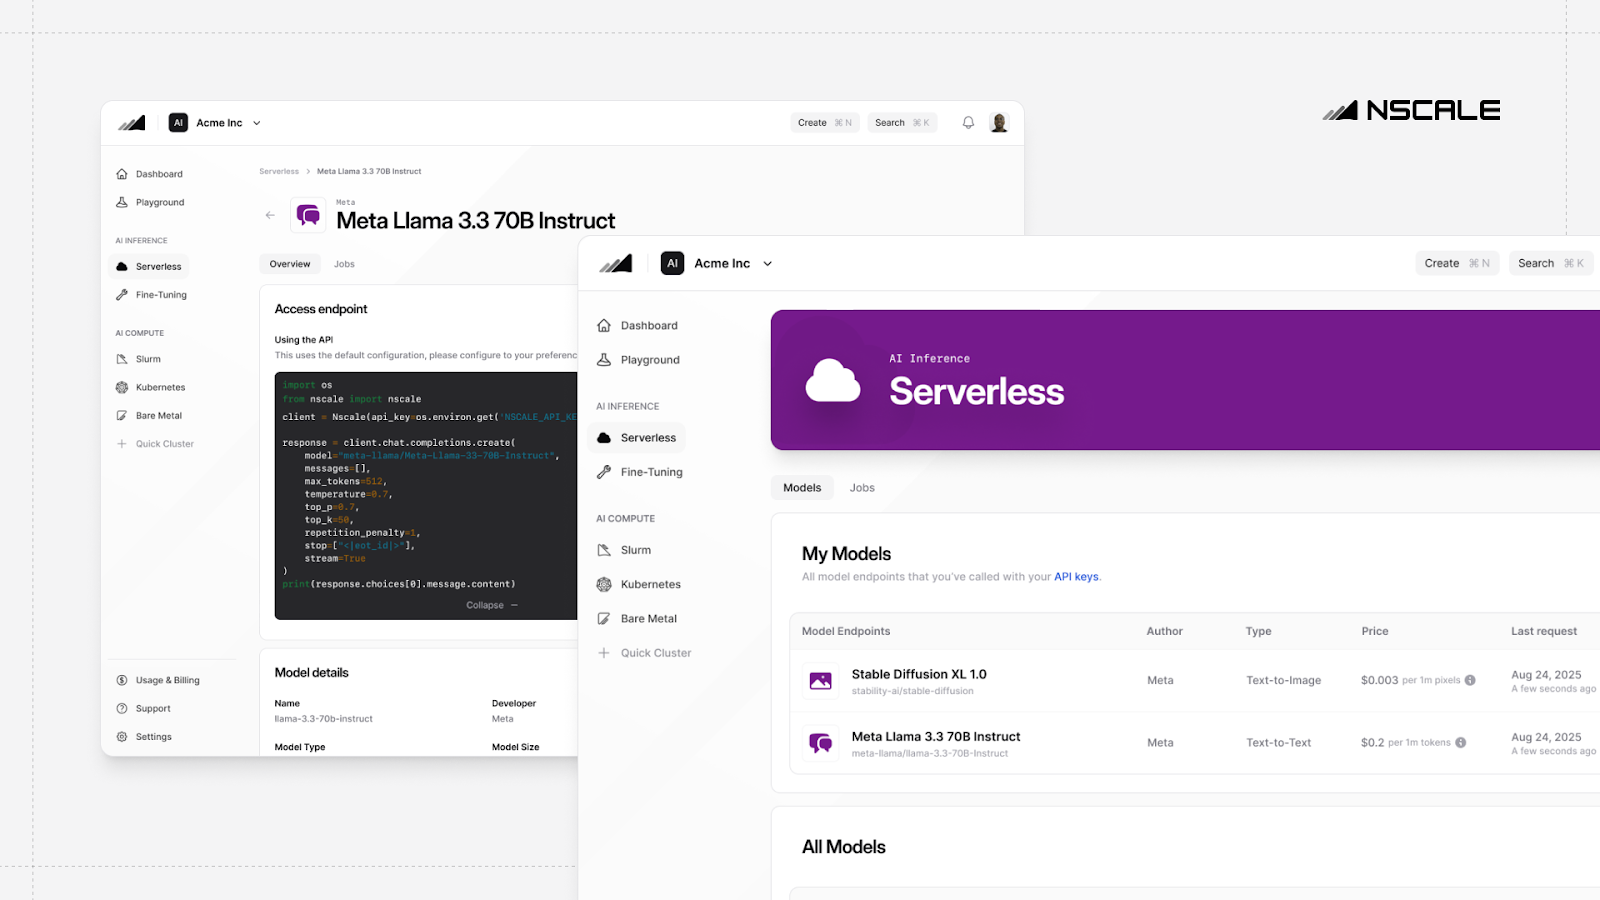 NSCALE
AI Acme Inc
Create ⌘ N Search ⌘ K
Dashboard
Playground
AI INFERENCE
Serverless
Fine-Tuning
AI COMPUTE
Slurm
Kubernetes
Bare Metal
+ Quick Cluster
Usage & Billing
Support
Settings
Serverless > Meta Llama 3.3 70B Instruct
Meta
Meta Llama 3.3 70B Instruct
Overview Jobs
Access endpoint
Using the API
This uses the default configuration, please configure to your preferenc
import os
from nscale import nscale
client = Nscale(api_key=os.environ.get('NSCALE_API_KE
response = client.chat.completions.create(
model="meta-llama/Meta-Llama-33-70B-Instruct",
messages=[],
max_tokens=512,
temperature=0.7,
top_p=0.7,
top_k=50,
repetition_penalty=1,
stop=["<|eot_id|>"],
stream=True
)
print(response.choices[0].message.content)
Collapse −
Model details
Name Developer
llama-3.3-70b-instruct Meta
Model Type Model Size
AI Acme Inc
Create ⌘ N Search ⌘ K
Dashboard
Playground
AI INFERENCE
Serverless
Fine-Tuning
AI COMPUTE
Slurm
Kubernetes
Bare Metal
+ Quick Cluster
AI Inference
Serverless
Models Jobs
My Models
All model endpoints that you've called with your API keys.
Model Endpoints Author Type Price Last request
Stable Diffusion XL 1.0 Meta Text-to-Image $0.003 per 1m pixels Aug 24, 2025
stability-ai/stable-diffusion A few seconds ago
Meta Llama 3.3 70B Instruct Meta Text-to-Text $0.2 per 1m tokens Aug 24, 2025
meta-llama/llama-3.3-70B-Instruct A few seconds ago
All Models